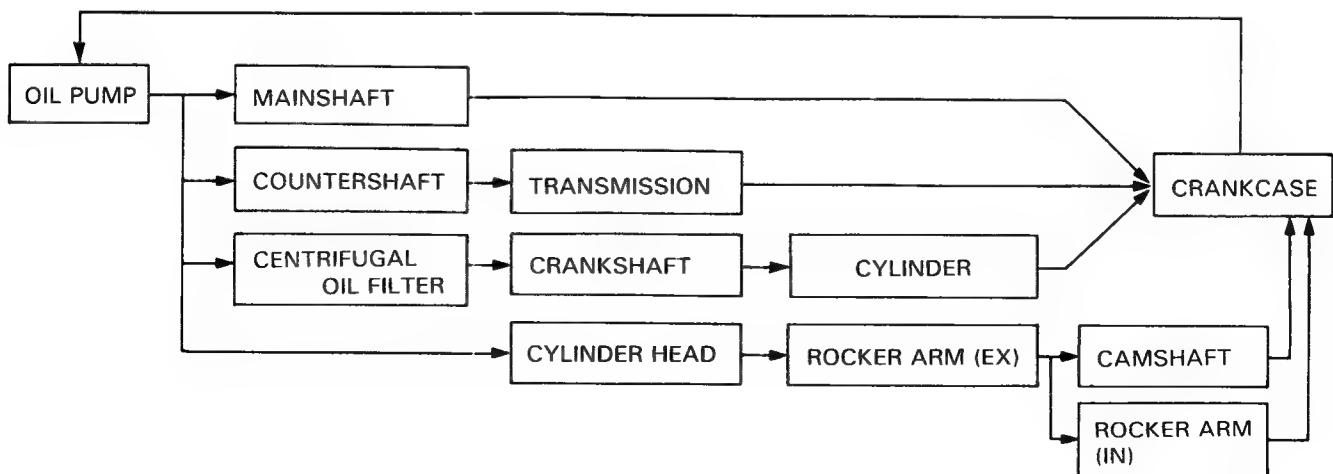 OIL PUMP
MAINSHAFT
COUNTERSHAFT
TRANSMISSION
CRANKCASE
CENTRIFUGAL
OIL FILTER
CRANKSHAFT
CYLINDER
CYLINDER HEAD
ROCKER ARM (EX)
CAMSHAFT
ROCKER ARM
(IN)